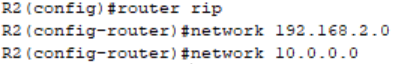 R2(config)#router rip
R2(config-router)#network 192.168.2.0
R2(config-router)#network 10.0.0.0